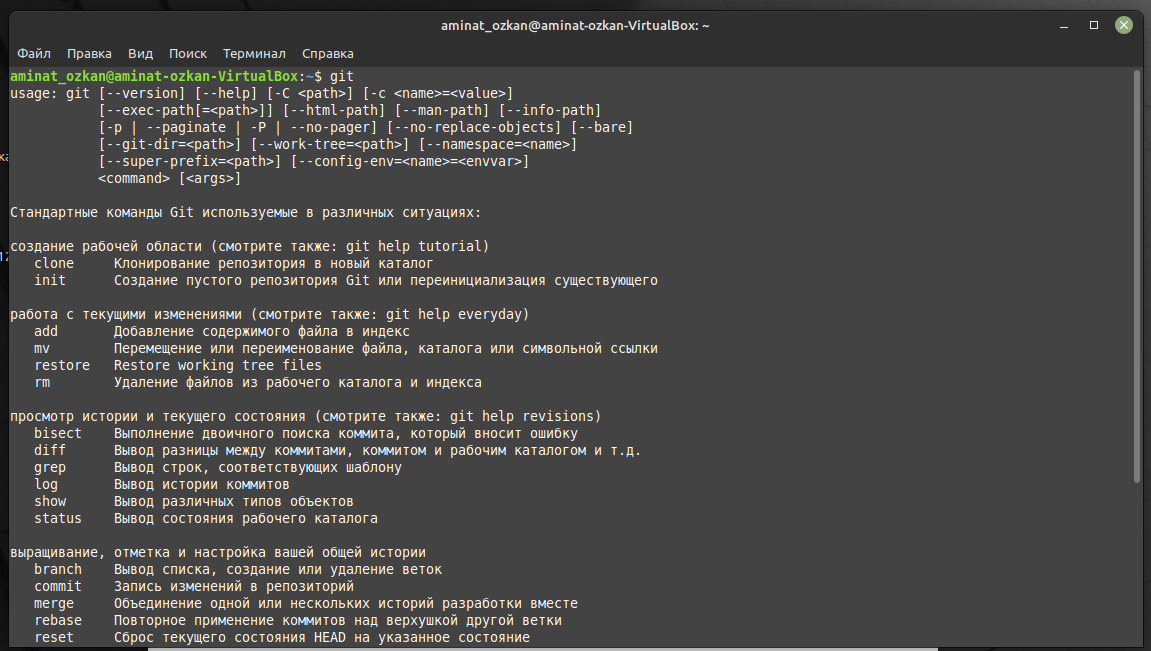 aminat_ozkan@aminat-ozkan-VirtualBox: ~
Файл Правка Вид Поиск Терминал Справка
aminat_ozkan@aminat-ozkan-VirtualBox:~$ git
usage: git [--version] [--help] [-C <path>] [-c <name>=<value>]
[--exec-path[=<path>]] [--html-path] [--man-path] [--info-path]
[-p | --paginate | -P | --no-pager] [--no-replace-objects] [--bare]
[--git-dir=<path>] [--work-tree=<path>] [--namespace=<name>]
[--super-prefix=<path>] [--config-env=<name>=<envvar>]
<command> [<args>]
Стандартные команды Git используемые в различных ситуациях:
создание рабочей области (смотрите также: git help tutorial)
clone Клонирование репозитория в новый каталог
init Создание пустого репозитория Git или переинициализация существующего
работа с текущими изменениями (смотрите также: git help everyday)
add Добавление содержимого файла в индекс
mv Перемещение или переименование файла, каталога или символьной ссылки
restore Restore working tree files
rm Удаление файлов из рабочего каталога и индекса
просмотр истории и текущего состояния (смотрите также: git help revisions)
bisect Выполнение двоичного поиска коммита, который вносит ошибку
diff Вывод разницы между коммитами, коммитом и рабочим каталогом и т.д.
grep Вывод строк, соответствующих шаблону
log Вывод истории коммитов
show Вывод различных типов объектов
status Вывод состояния рабочего каталога
выращивание, отметка и настройка вашей общей истории
branch Вывод списка, создание или удаление веток
commit Запись изменений в репозиторий
merge Объединение одной или нескольких историй разработки вместе
rebase Повторное применение коммитов над верхушкой другой ветки
reset Сброс текущего состояния HEAD на указанное состояние